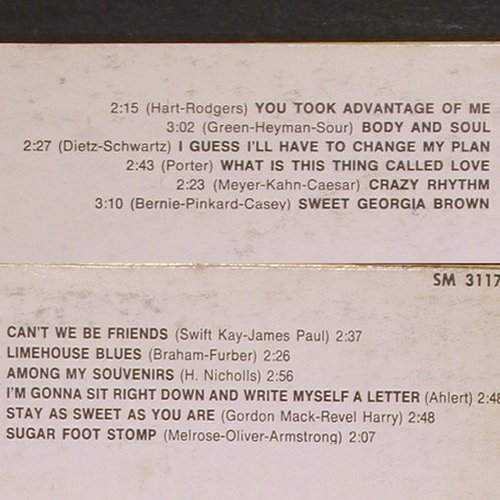 2:15 (Hart-Rodgers) YOU TOOK ADVANTAGE OF ME
3:02 (Green-Heyman-Sour) BODY AND SOUL
2:27 (Dietz-Schwartz) I GUESS I'LL HAVE TO CHANGE MY PLAN
2:43 (Porter) WHAT IS THIS THING CALLED LOVE
2:23 (Meyer-Kahn-Caesar) CRAZY RHYTHM
3:10 (Bernie-Pinkard-Casey) SWEET GEORGIA BROWN
SM 3117
CAN'T WE BE FRIENDS (Swift Kay-James Paul) 2:37
LIMEHOUSE BLUES (Braham-Furber) 2:26
AMONG MY SOUVENIRS (H. Nicholls) 2:56
I'M GONNA SIT RIGHT DOWN AND WRITE MYSELF A LETTER (Ahlert) 2:48
STAY AS SWEET AS YOU ARE (Gordon Mack-Revel Harry) 2:48
SUGAR FOOT STOMP (Melrose-Oliver-Armstrong) 2:07